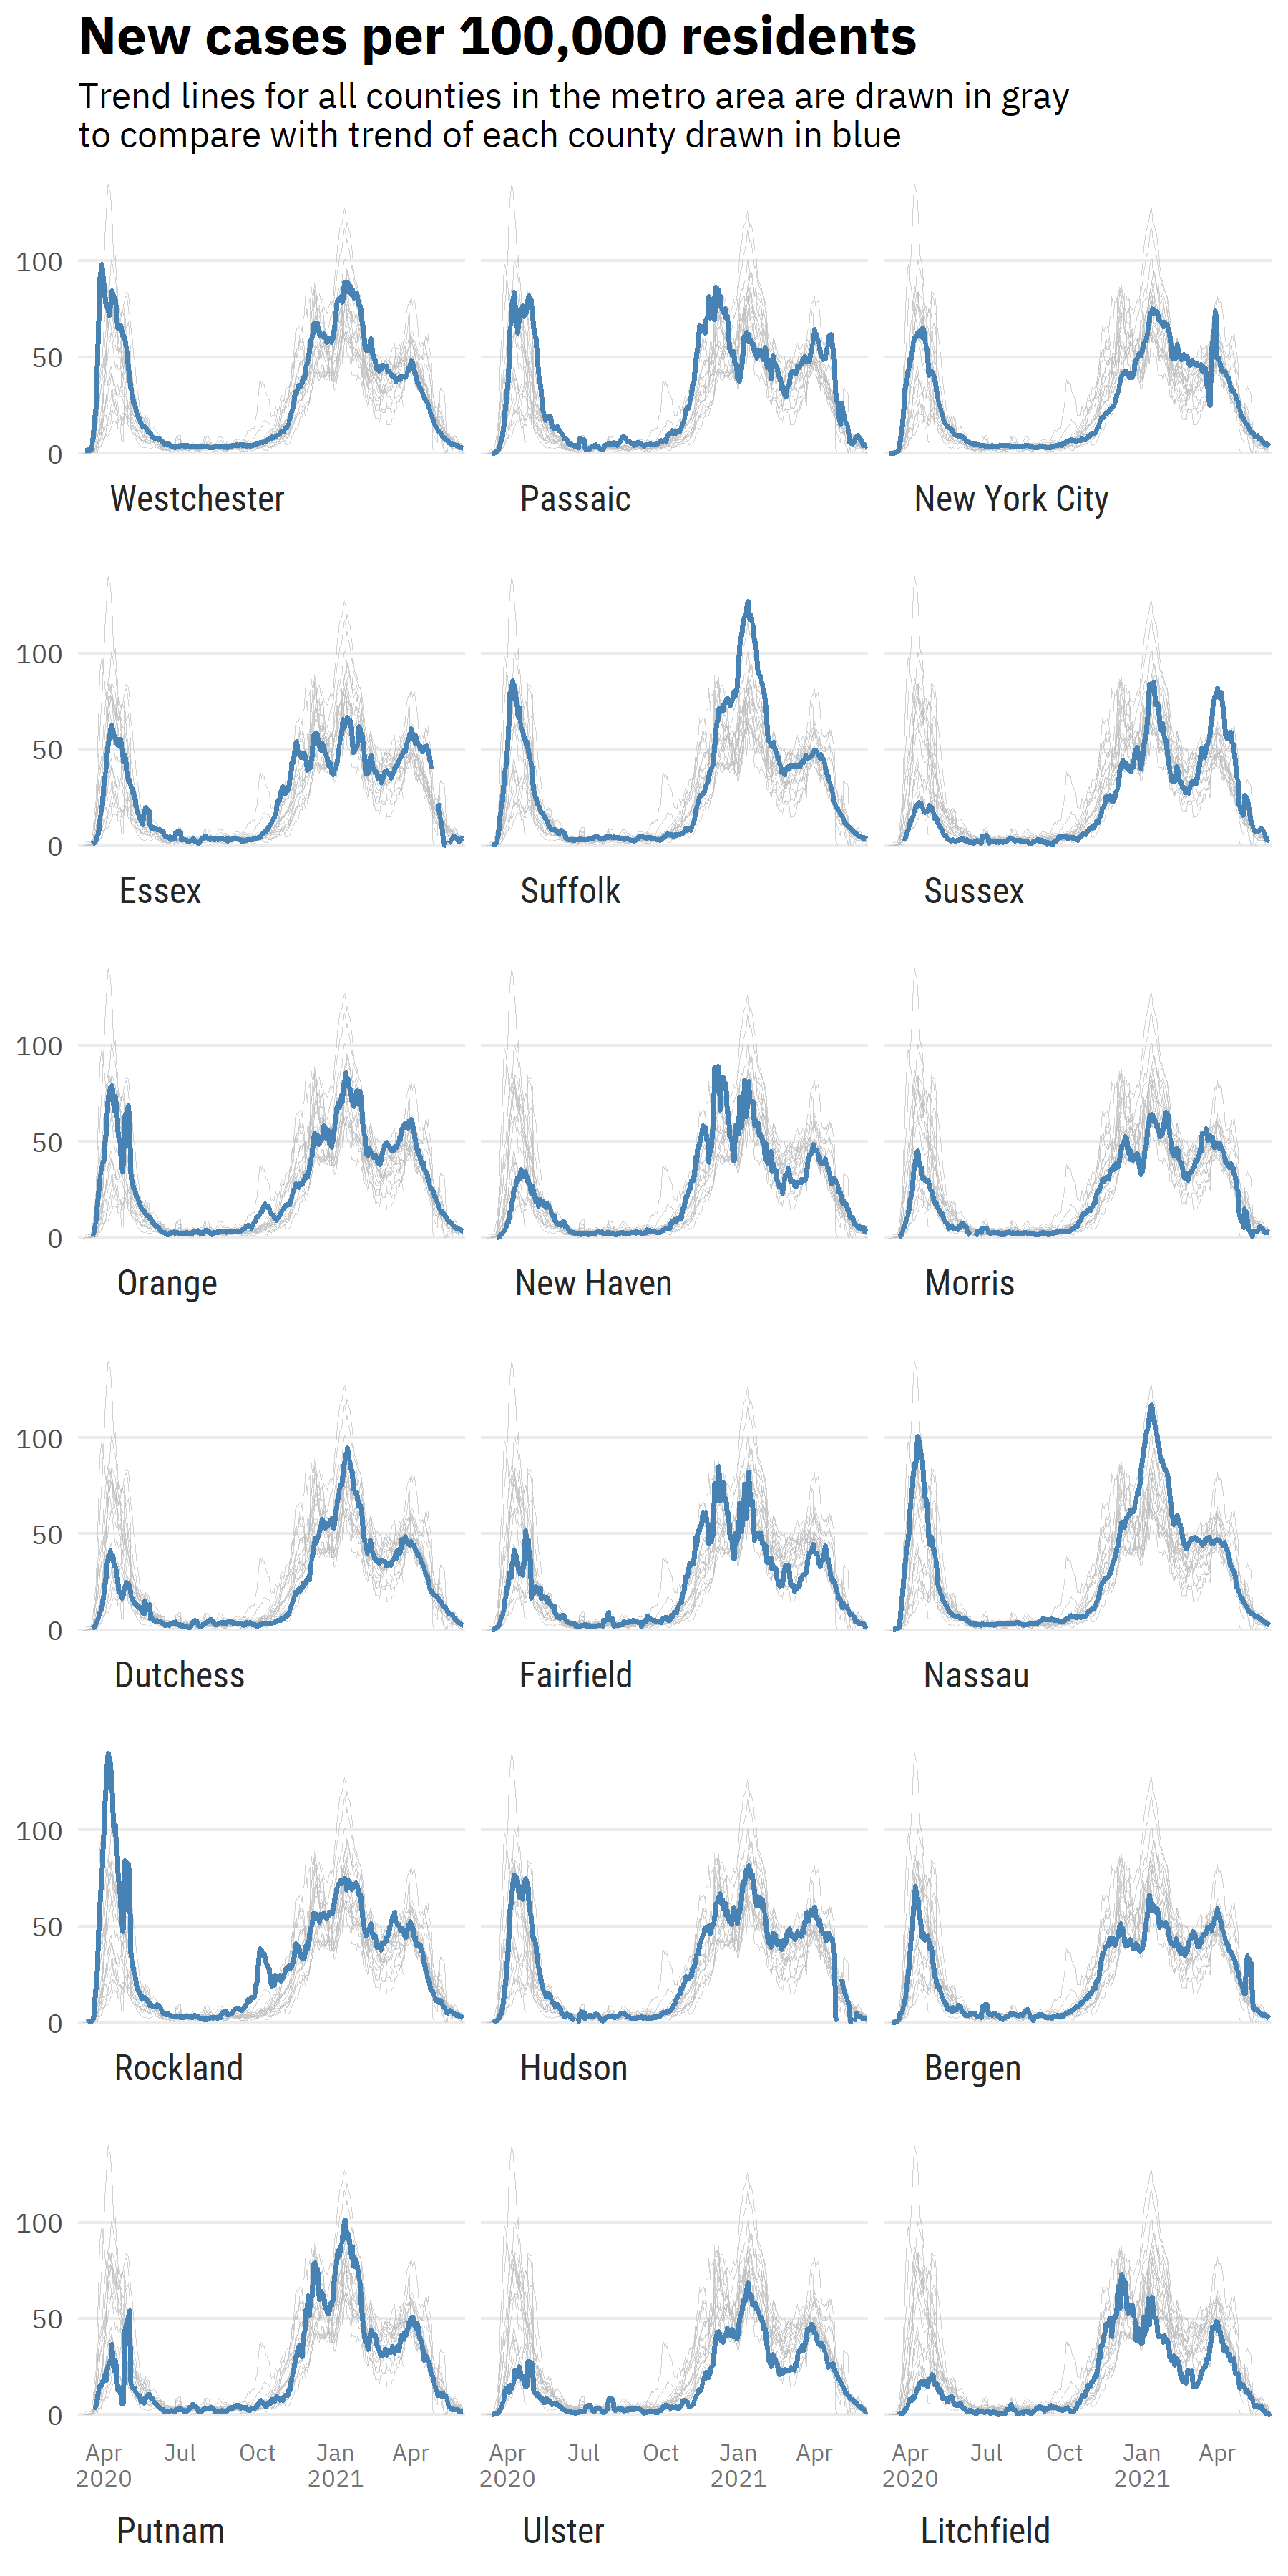 New cases per 100,000 residents
Trend lines for all counties in the metro area are drawn in gray
to compare with trend of each county drawn in blue
100
50
0
Westchester Passaic New York City
100
50
0
Essex Suffolk Sussex
100
50
0
Orange New Haven Morris
100
50
0
Dutchess Fairfield Nassau
100
50
0
Rockland Hudson Bergen
100
50
0
Apr Jul Oct Jan Apr Apr Jul Oct Jan Apr Apr Jul Oct Jan Apr
2020 2021 2020 2021 2020 2021
Putnam Ulster Litchfield